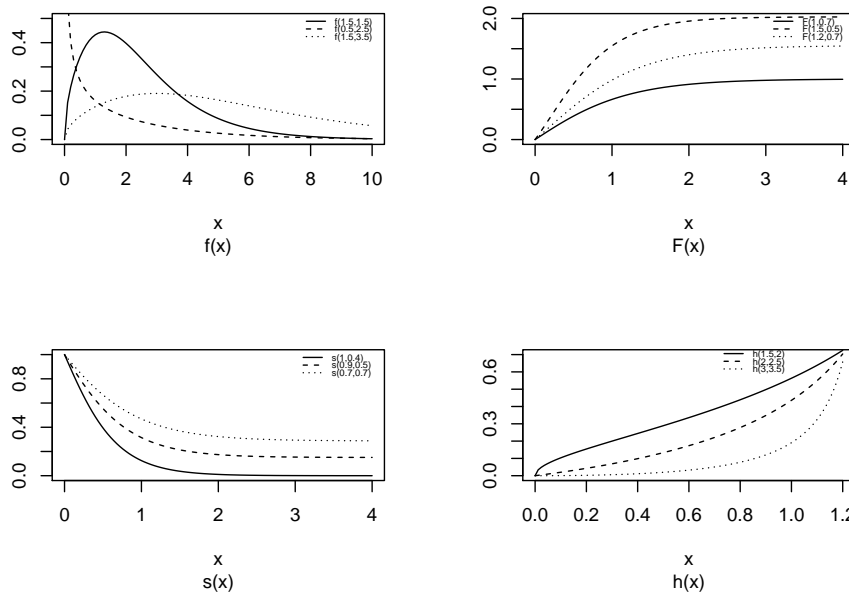 0.0 0.2 0.4
f(1.5,1.5)
f(0.5,2.5)
f(1.5,3.5)
0 2 4 6 8 10
x
f(x)
0.0 1.0 2.0
F(1,0.7)
F(1.5,0.5)
F(1.2,0.7)
0 1 2 3 4
x
F(x)
0.0 0.4 0.8
s(1,0.4)
s(0.9,0.5)
s(0.7,0.7)
0 1 2 3 4
x
s(x)
0.0 0.3 0.6
h(1.5,2)
h(2,2.5)
h(3,3.5)
0.0 0.2 0.4 0.6 0.8 1.0 1.2
x
h(x)